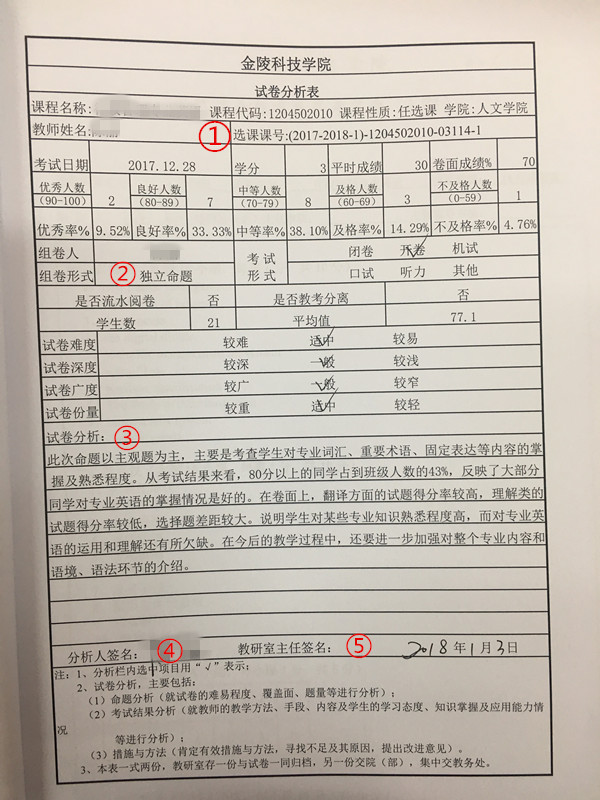 金陵科技学院
试卷分析表
课程名称: 课程代码:1204502010 课程性质:任选课 学院:人文学院
教师姓名: ① 选课课号:(2017-2018-1)-1204502010-03114-1
考试日期 2017.12.28 学分 3 平时成绩 30 卷面成绩% 70
优秀人数 (90-100) 2 良好人数 (80-89) 7 中等人数 (70-79) 8 及格人数 (60-69) 3 不及格人数 (0-59) 1
优秀率% 9.52% 良好率% 33.33% 中等率% 38.10% 及格率% 14.29% 不及格率% 4.76%
组卷人 考试形式 闭卷 开卷√ 机试
组卷形式 ② 独立命题 口试 听力 其他
是否流水阅卷 否 是否教考分离 否
学生数 21 平均值 77.1
试卷难度 较难 适中√ 较易
试卷深度 较深 一般√ 较浅
试卷广度 较广 一般√ 较窄
试卷份量 较重 适中√ 较轻
试卷分析: ③
此次命题以主观题为主，主要是考查学生对专业词汇、重要术语、固定表达等内容的掌
握及熟悉程度。从考试结果来看，80分以上的同学占到班级人数的43%，反映了大部分
同学对专业英语的掌握情况是好的。在卷面上，翻译方面的试题得分率较高，理解类的
试题得分率较低，选择题差距较大。说明学生对某些专业知识熟悉程度高，而对专业英
语的运用和理解还有所欠缺。在今后的教学过程中，还要进一步加强对整个专业内容和
语境、语法环节的介绍。
分析人签名: ④ 教研室主任签名: ⑤ 2018年1月3日
注: 1、分析栏内选中项目用“√”表示;
2、试卷分析，主要包括:
(1) 命题分析(就试卷的难易程度、覆盖面、题量等进行分析);
(2) 考试结果分析(就教师的教学方法、手段、内容及学生的学习态度、知识掌握及应用能力情
况
等进行分析);
(3) 措施与方法(肯定有效措施与方法，寻找不足及其原因，提出改进意见)。
3、本表一式两份，教研室存一份与试卷一同归档，另一份交院(部)，集中交教务处。